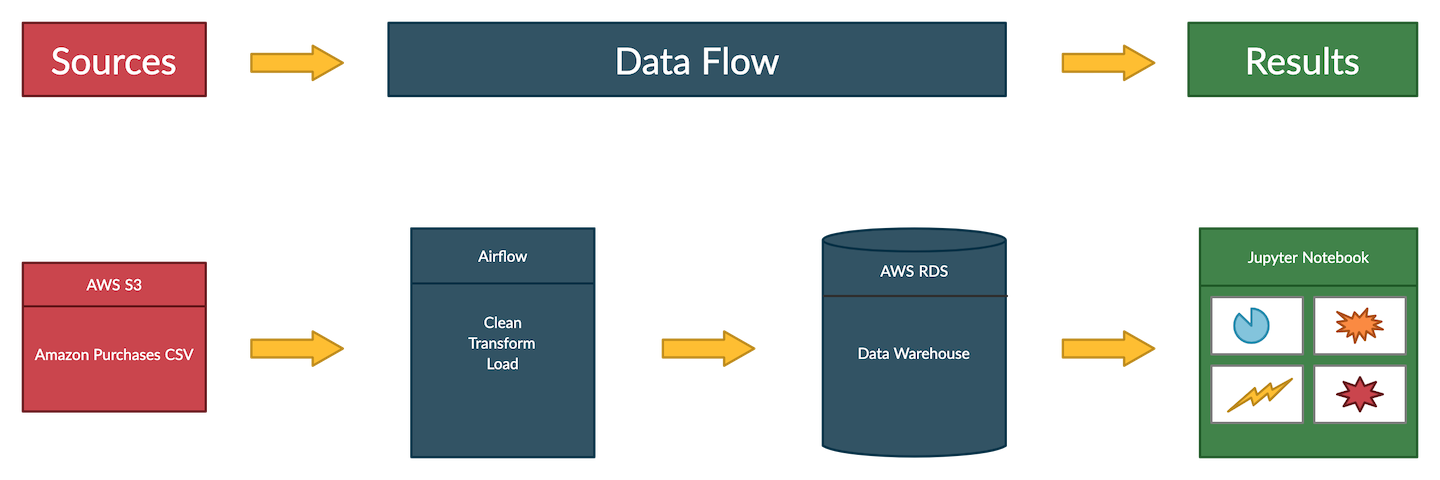 Sources
Data Flow
Results
AWS S3
Amazon Purchases CSV
Airflow
Clean
Transform
Load
AWS RDS
Data Warehouse
Jupyter Notebook